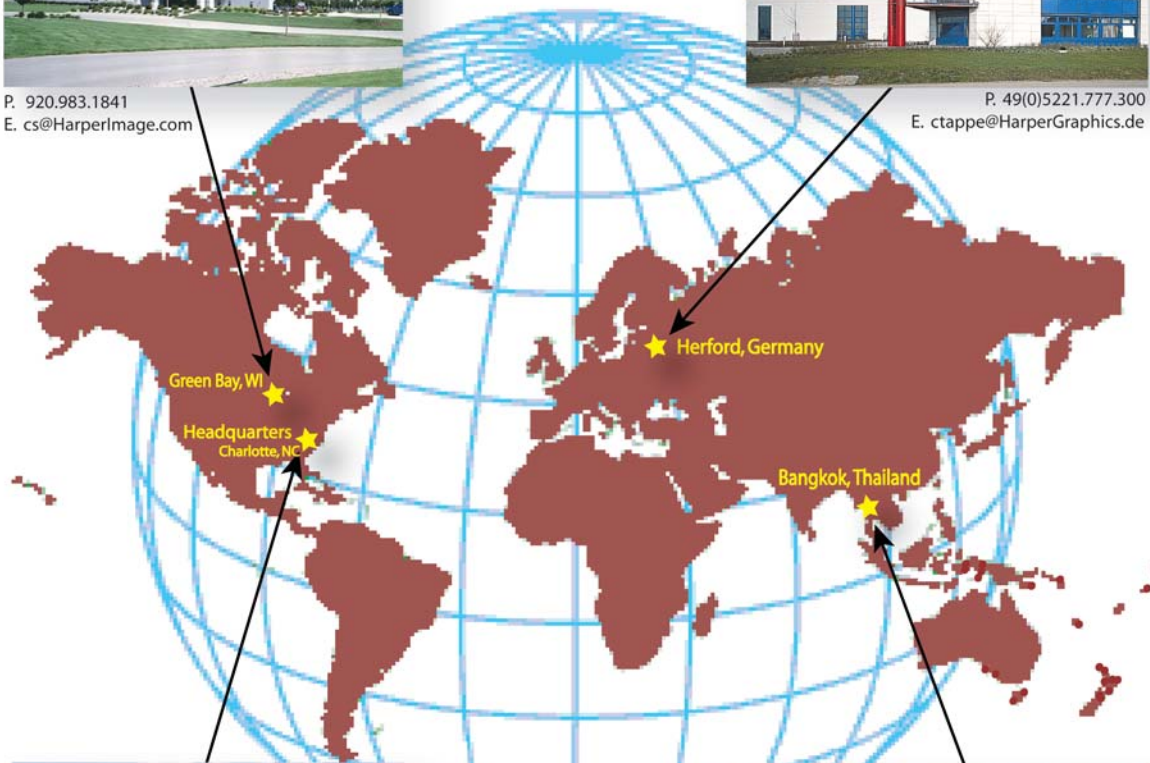 P. 920.983.1841
E. cs@HarperImage.com
P. 49(0)5221.777.300
E. ctappe@HarperGraphics.de
Herford, Germany
Green Bay, WI
Headquarters
Charlotte, NC
Bangkok, Thailand